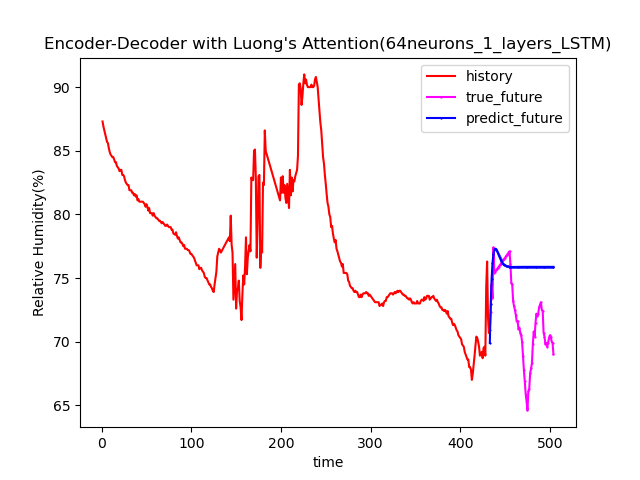 Encoder-Decoder with Luong's Attention(64neurons_1_layers_LSTM)
history
true_future
predict_future
Relative Humidity(%)
90
85
80
75
70
65
0 100 200 300 400 500
time